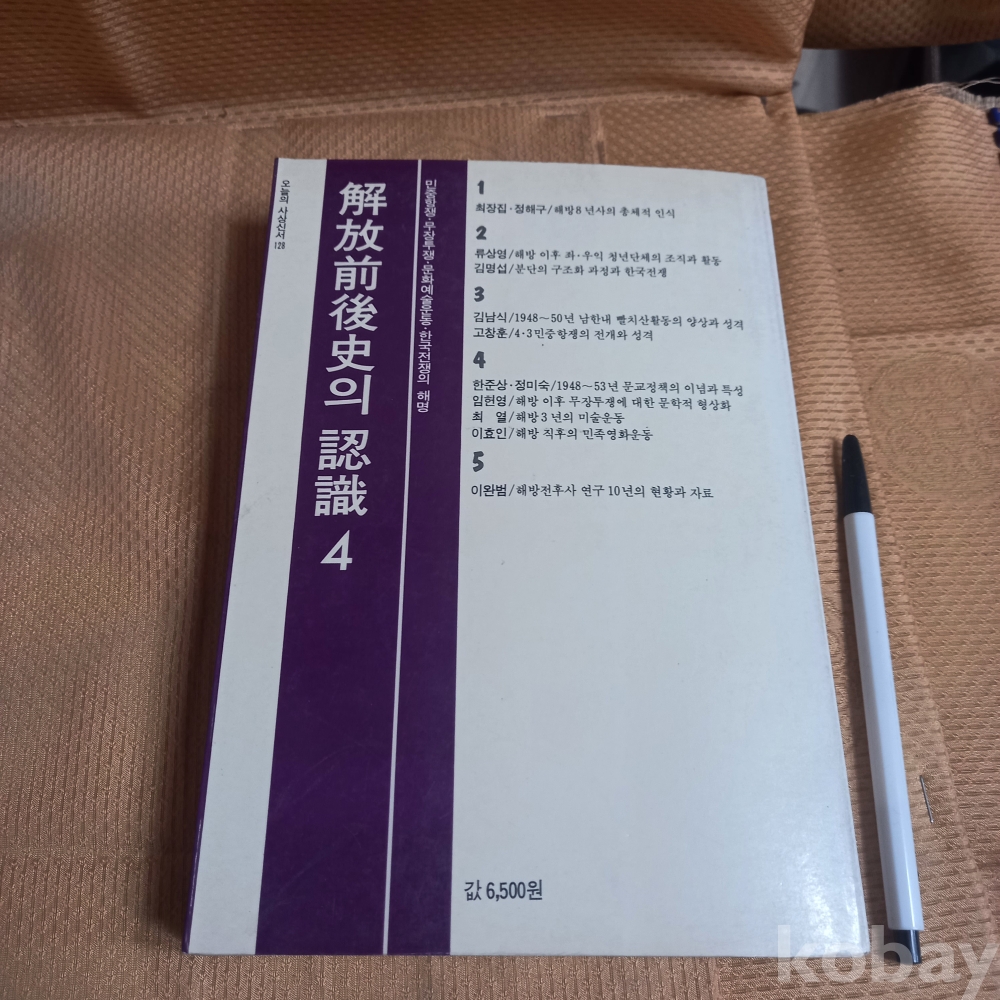 오늘의 사상신서 128
解放前後史의 認識 4
민중항쟁·무장투쟁·문화예술운동·한국전쟁의 해명
1
최장집·정해구/해방8년사의 총체적 인식
2
류상영/해방 이후 좌·우익 청년단체의 조직과 활동
김명섭/분단의 구조화 과정과 한국전쟁
3
김남식/1948~50년 남한내 빨치산활동의 양상과 성격
고창훈/4·3민중항쟁의 전개와 성격
4
한준상·정미숙/1948~53년 문교정책의 이념과 특성
임헌영/해방 이후 무장투쟁에 대한 문학적 형상화
최 열/해방3년의 미술운동
이효인/해방 직후의 민족영화운동
5
이완범/해방전후사 연구 10년의 현황과 자료
값 6,500원
kobay